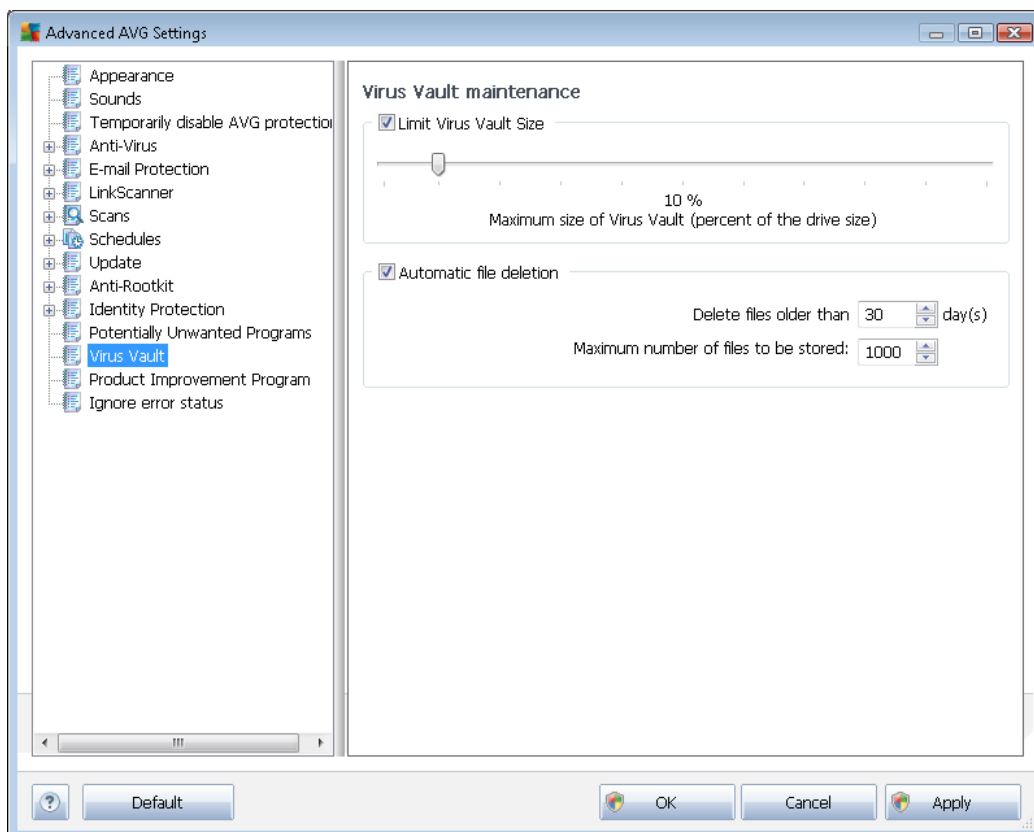 Advanced AVG Settings
Appearance
Sounds
Temporarily disable AVG protection
Anti-Virus
E-mail Protection
LinkScanner
Scans
Schedules
Update
Anti-Rootkit
Identity Protection
Potentially Unwanted Programs
Virus Vault
Product Improvement Program
Ignore error status
Virus Vault maintenance
Limit Virus Vault Size
10 %
Maximum size of Virus Vault (percent of the drive size)
Automatic file deletion
Delete files older than 30 day(s)
Maximum number of files to be stored: 1000
? Default OK Cancel Apply